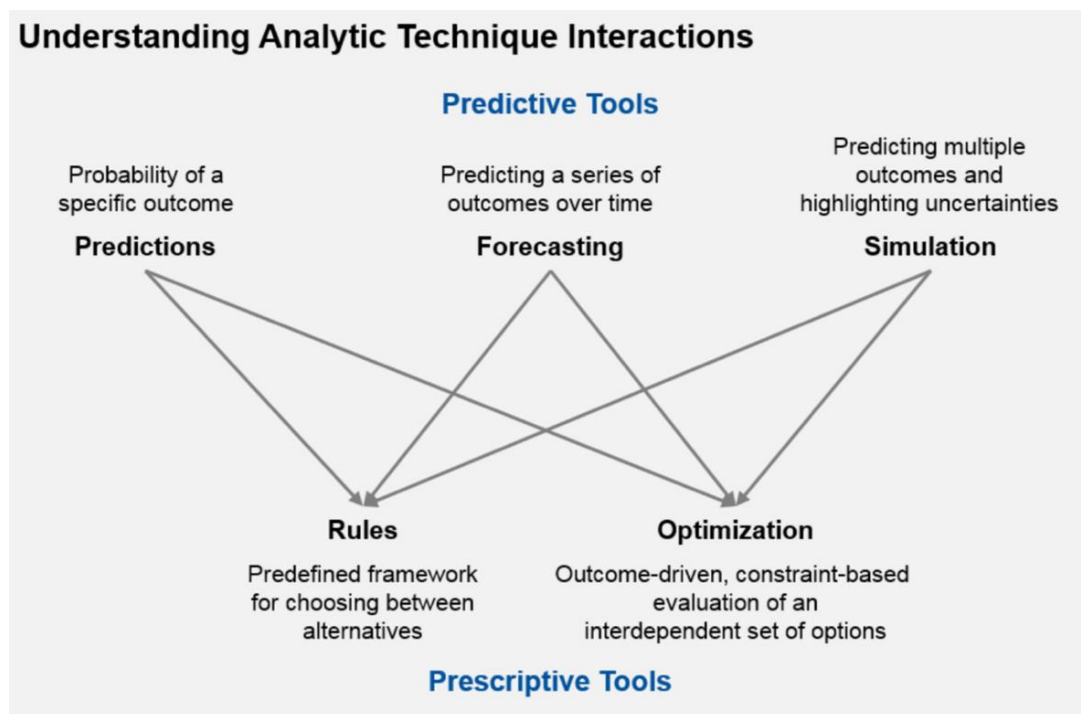 Understanding Analytic Technique Interactions
Predictive Tools
Probability of a
specific outcome
Predictions
Predicting a series of
outcomes over time
Forecasting
Predicting multiple
outcomes and
highlighting uncertainties
Simulation
Rules
Predefined framework
for choosing between
alternatives
Optimization
Outcome-driven, constraint-based
evaluation of an
interdependent set of options
Prescriptive Tools